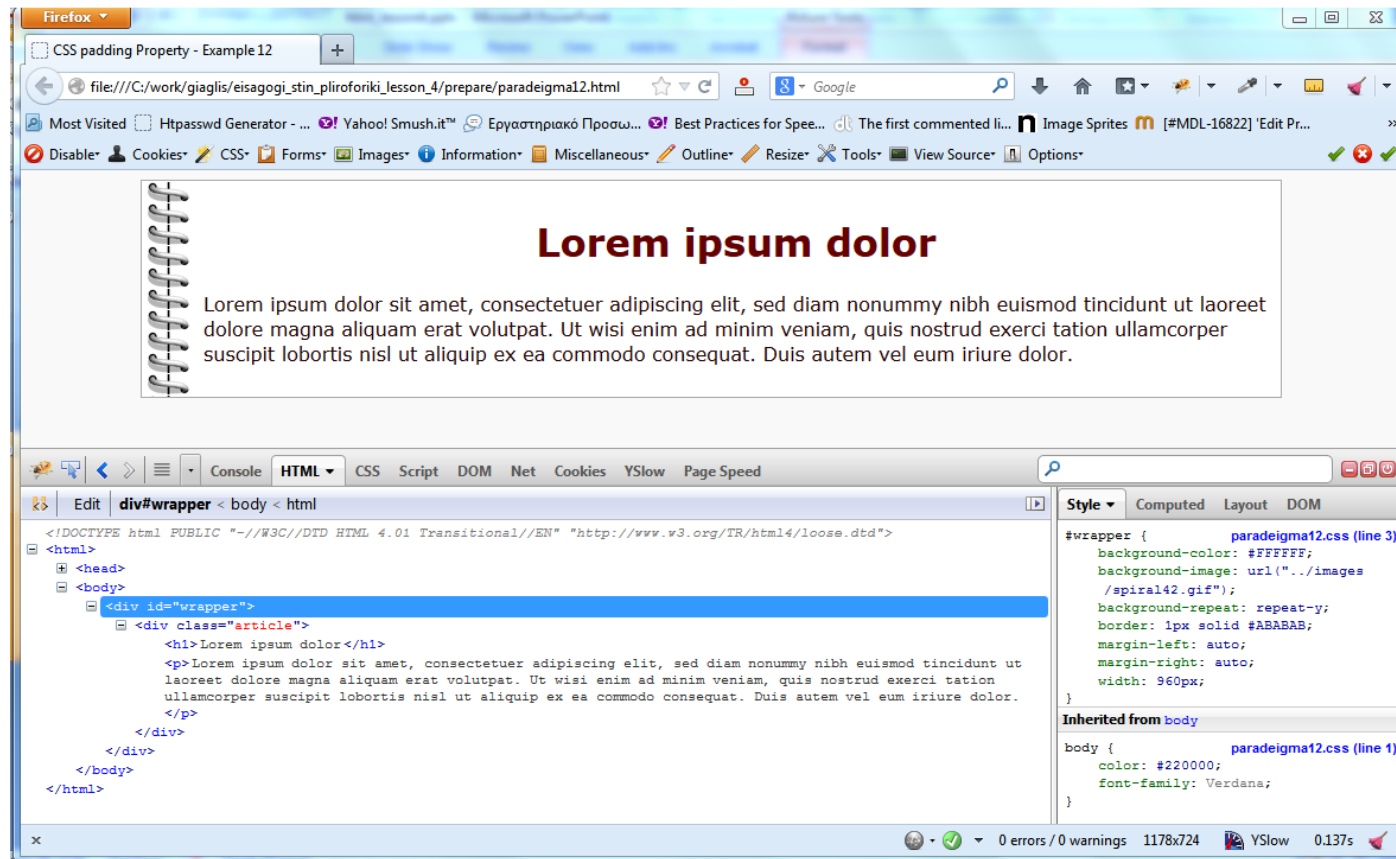 Firefox
CSS padding Property - Example 12
file:///C:/work/giaglis/eisagogi_stin_pliroforiki_lesson_4/prepare/paradeigma12.html Google
Most Visited Htpasswd Generator - ... Yahoo! Smush.it™ Εργαστηριακό Προσω... Best Practices for Spee... The first commented li... Image Sprites [#MDL-16822] 'Edit Pr... »
Disable Cookies CSS Forms Images Information Miscellaneous Outline Resize Tools View Source Options
Lorem ipsum dolor
Lorem ipsum dolor sit amet, consectetuer adipiscing elit, sed diam nonummy nibh euismod tincidunt ut laoreet
dolore magna aliquam erat volutpat. Ut wisi enim ad minim veniam, quis nostrud exerci tation ullamcorper
suscipit lobortis nisl ut aliquip ex ea commodo consequat. Duis autem vel eum iriure dolor.
Console HTML CSS Script DOM Net Cookies YSlow Page Speed
Edit div#wrapper < body < html
<!DOCTYPE html PUBLIC "-//W3C//DTD HTML 4.01 Transitional//EN" "http://www.w3.org/TR/html4/loose.dtd">
<html>
<head>
<body>
<div id="wrapper">
<div class="article">
<h1>Lorem ipsum dolor</h1>
<p>Lorem ipsum dolor sit amet, consectetuer adipiscing elit, sed diam nonummy nibh euismod tincidunt ut
laoreet dolore magna aliquam erat volutpat. Ut wisi enim ad minim veniam, quis nostrud exerci tation
ullamcorper suscipit lobortis nisl ut aliquip ex ea commodo consequat. Duis autem vel eum iriure dolor.
</p>
</div>
</div>
</body>
</html>
Style Computed Layout DOM
#wrapper { paradeigma12.css (line 3)
background-color: #FFFFFF;
background-image: url("../images
/spiral42.gif");
background-repeat: repeat-y;
border: 1px solid #ABABAB;
margin-left: auto;
margin-right: auto;
width: 960px;
}
Inherited from body
body { paradeigma12.css (line 1)
color: #220000;
font-family: Verdana;
}
x 0 errors / 0 warnings 1178x724 YSlow 0.137s